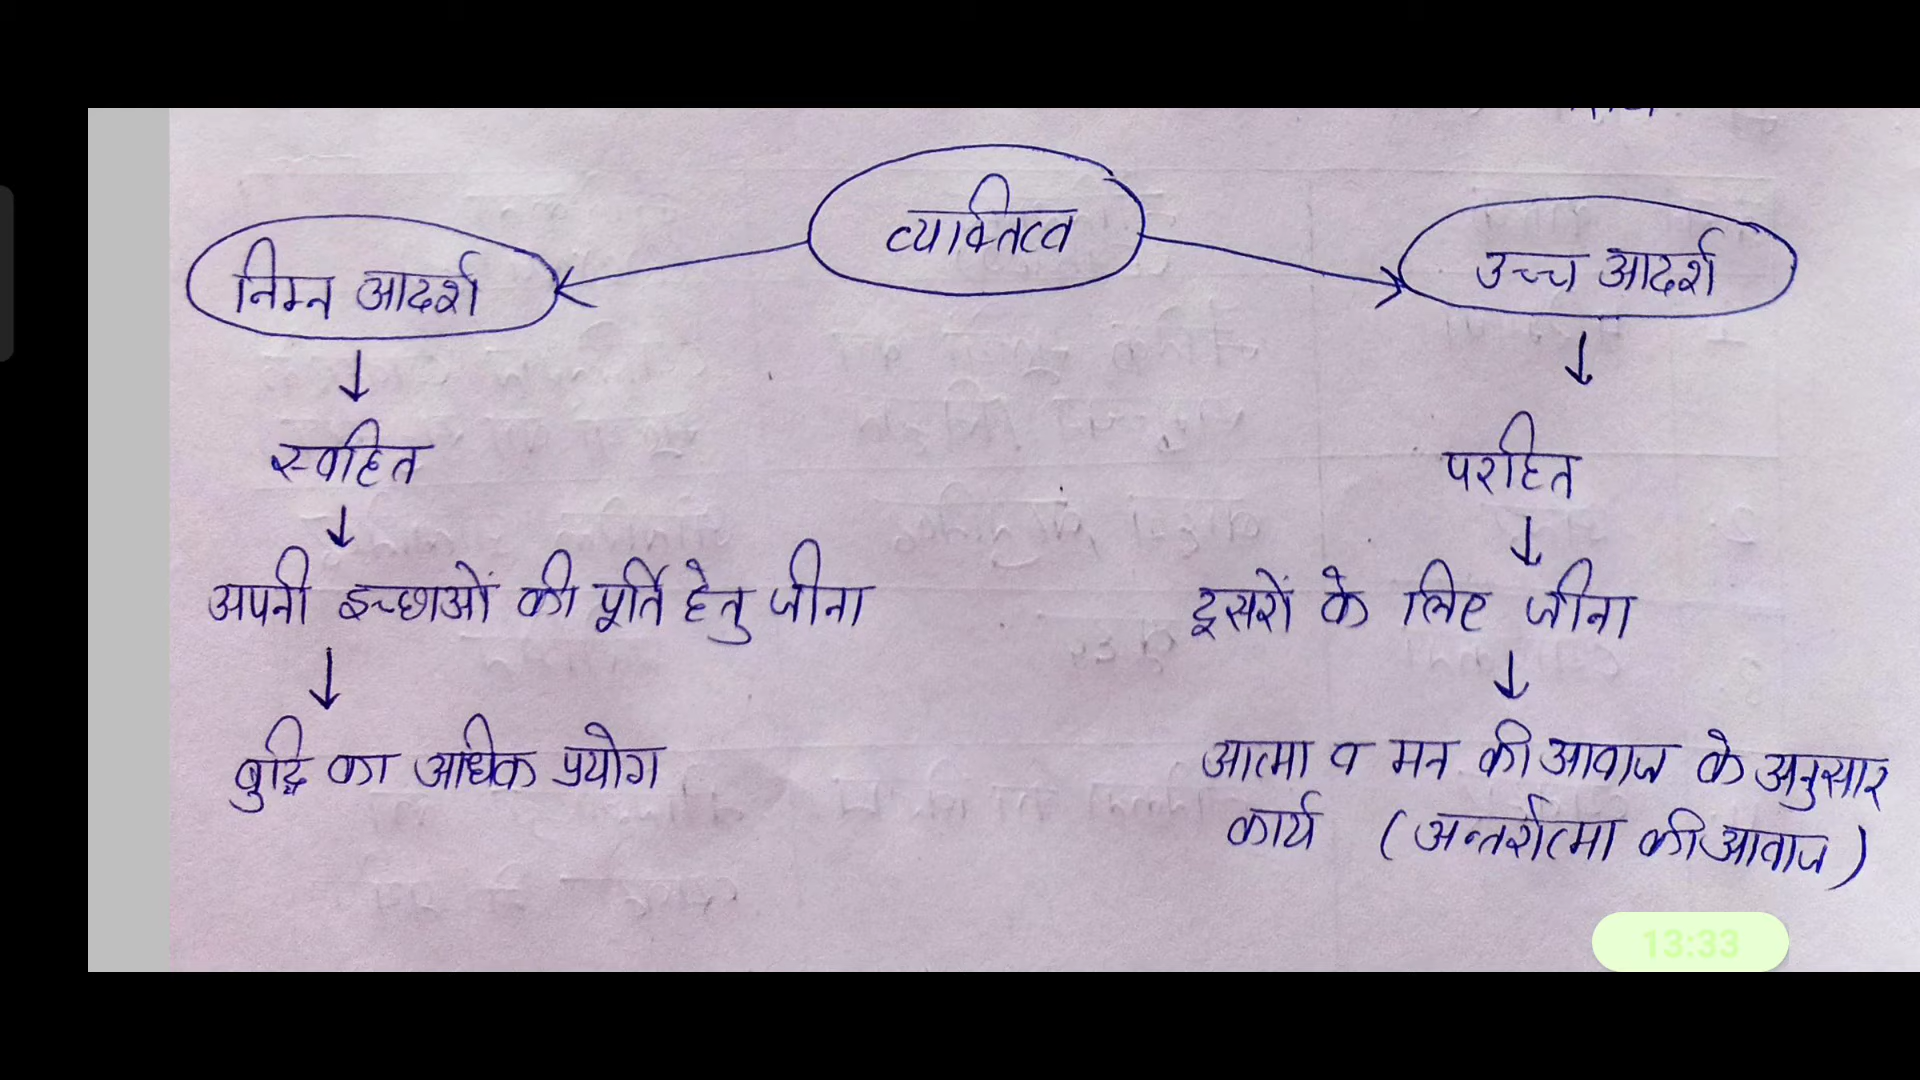 व्यक्तित्व
निम्न आदर्श
उच्च आदर्श
स्वहित
परहित
अपनी इच्छाओं की पूर्ति हेतु जीना
दूसरों के लिए जीना
बुद्धि का अधिक प्रयोग
आत्मा व मन की आवाज के अनुसार
कार्य (अन्तर्रात्मा की आवाज)
13:33